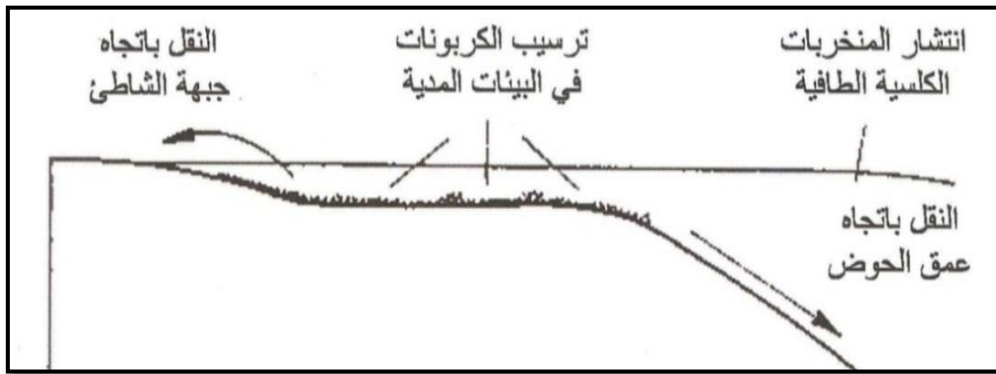 انتشار المنخربات
الكلسية الطافية
ترسيب الكربونات
في البيئات المدية
النقل باتجاه
جبهة الشاطئ
النقل باتجاه
عمق الحوض